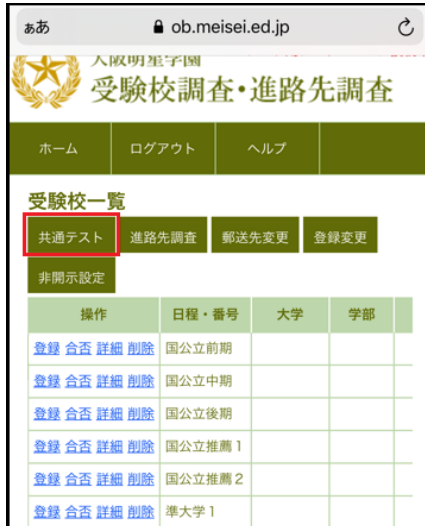 ぁあ ob.meisei.ed.jp
大阪明星学園
受験校調査・進路先調査
ホーム ログアウト ヘルプ
受験校一覧
共通テスト 進路先調査 郵送先変更 登録変更
非開示設定
操作 日程・番号 大学 学部
登録 合否 詳細 削除 国公立前期
登録 合否 詳細 削除 国公立中期
登録 合否 詳細 削除 国公立後期
登録 合否 詳細 削除 国公立推薦1
登録 合否 詳細 削除 国公立推薦2
登録 合否 詳細 削除 準大学1